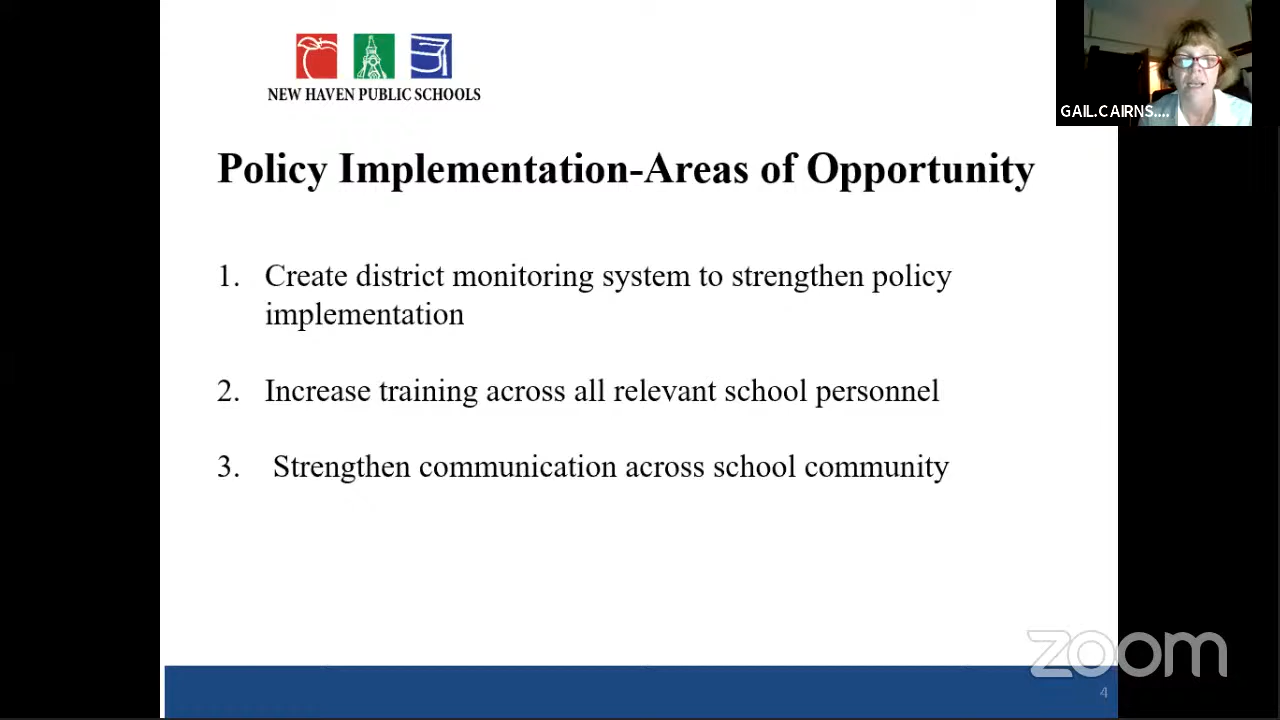 NEW HAVEN PUBLIC SCHOOLS
GAIL.CAIRNS....
Policy Implementation-Areas of Opportunity
1. Create district monitoring system to strengthen policy
implementation
2. Increase training across all relevant school personnel
3. Strengthen communication across school community
zoom
4